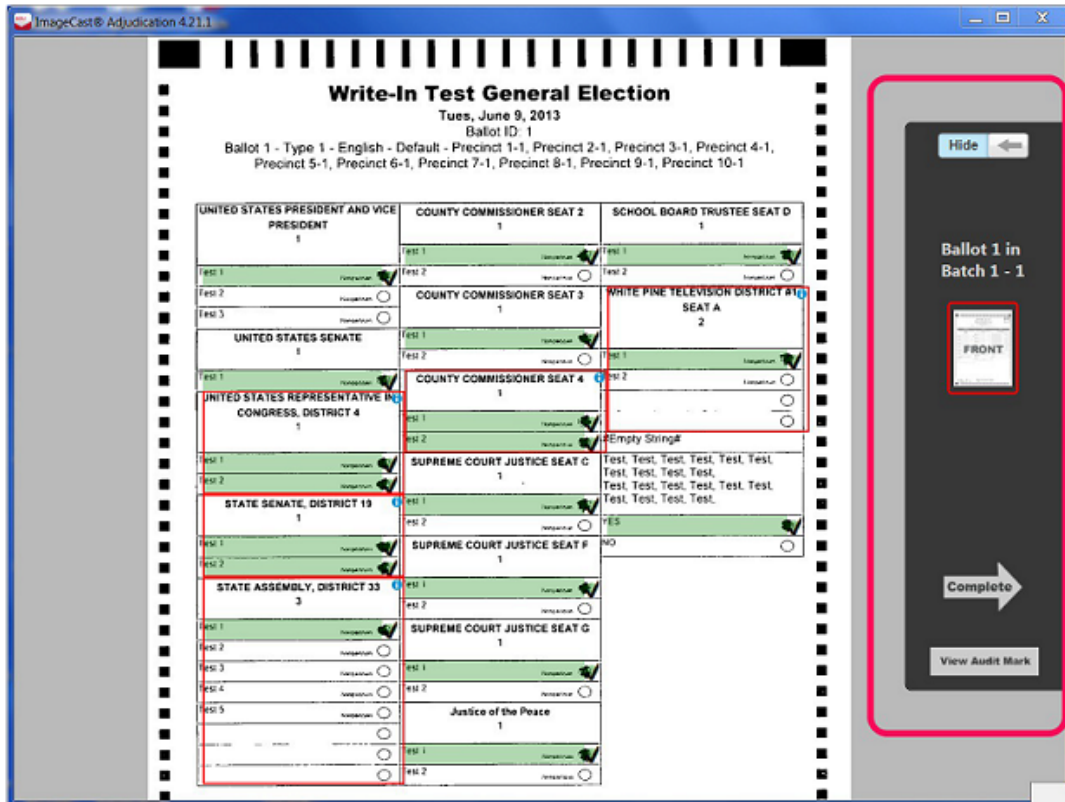 ImageCast® Adjudication 4.21.1
Write-In Test General Election
Tues, June 9, 2013
Ballot ID: 1
Ballot 1 - Type 1 - English - Default - Precinct 1-1, Precinct 2-1, Precinct 3-1, Precinct 4-1,
Precinct 5-1, Precinct 6-1, Precinct 7-1, Precinct 8-1, Precinct 9-1, Precinct 10-1
UNITED STATES PRESIDENT AND VICE
PRESIDENT
1
Test 1
Test 2
Test 3
UNITED STATES SENATE
1
Test 1
UNITED STATES REPRESENTATIVE IN
CONGRESS, DISTRICT 4
1
Test 1
Test 2
STATE SENATE, DISTRICT 19
1
Test 1
Test 2
STATE ASSEMBLY, DISTRICT 33
3
Test 1
Test 2
Test 3
Test 4
Test 5
COUNTY COMMISSIONER SEAT 2
1
Test 1
Test 2
COUNTY COMMISSIONER SEAT 3
1
Test 1
Test 2
COUNTY COMMISSIONER SEAT 4
1
Test 1
Test 2
SUPREME COURT JUSTICE SEAT C
1
Test 1
Test 2
SUPREME COURT JUSTICE SEAT F
1
Test 1
Test 2
SUPREME COURT JUSTICE SEAT G
1
Test 1
Test 2
Justice of the Peace
1
Test 1
Test 2
SCHOOL BOARD TRUSTEE SEAT D
1
Test 1
Test 2
WHITE PINE TELEVISION DISTRICT #1
SEAT A
2
Test 1
Test 2
#Empty String#
Test, Test, Test, Test, Test, Test,
Test, Test, Test, Test,
Test, Test, Test, Test, Test, Test,
Test, Test, Test, Test,
YES
NO
Hide
Ballot 1 in
Batch 1 - 1
FRONT
Complete
View Audit Mark